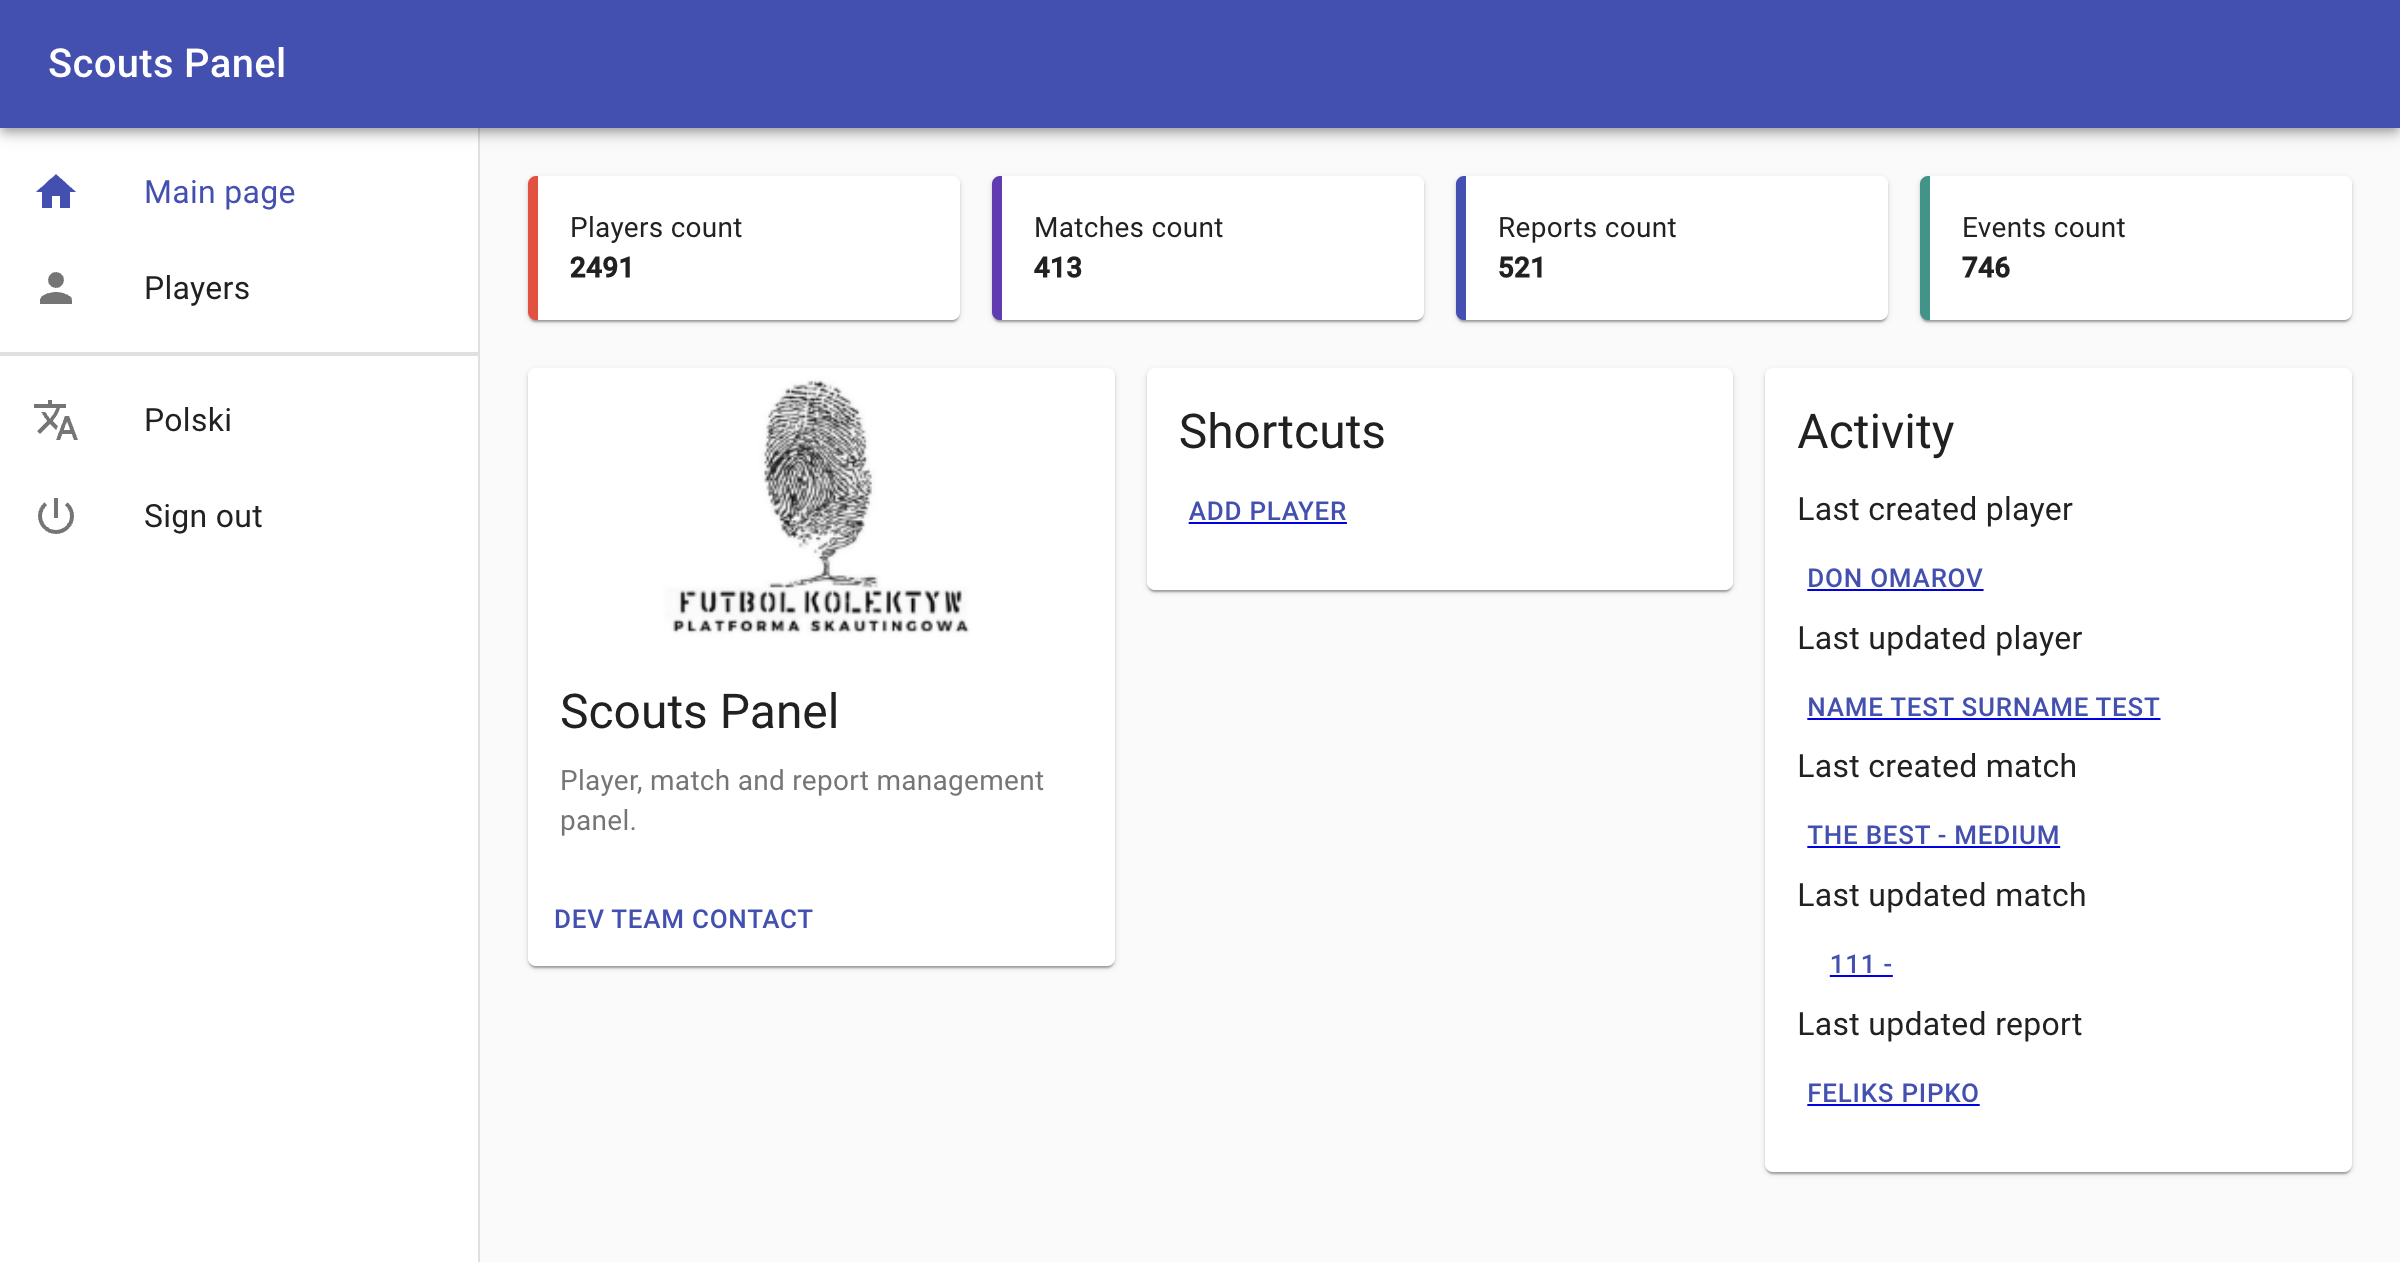 Scouts Panel
Main page
Players
Polski
Sign out
Players count
2491
Matches count
413
Reports count
521
Events count
746
FUTBOL KOLEKTYW
PLATFORMA SKAUTINGOWA
Scouts Panel
Player, match and report management
panel.
DEV TEAM CONTACT
Shortcuts
ADD PLAYER
Activity
Last created player
DON OMAROV
Last updated player
NAME TEST SURNAME TEST
Last created match
THE BEST - MEDIUM
Last updated match
111 -
Last updated report
FELIKS PIPKO